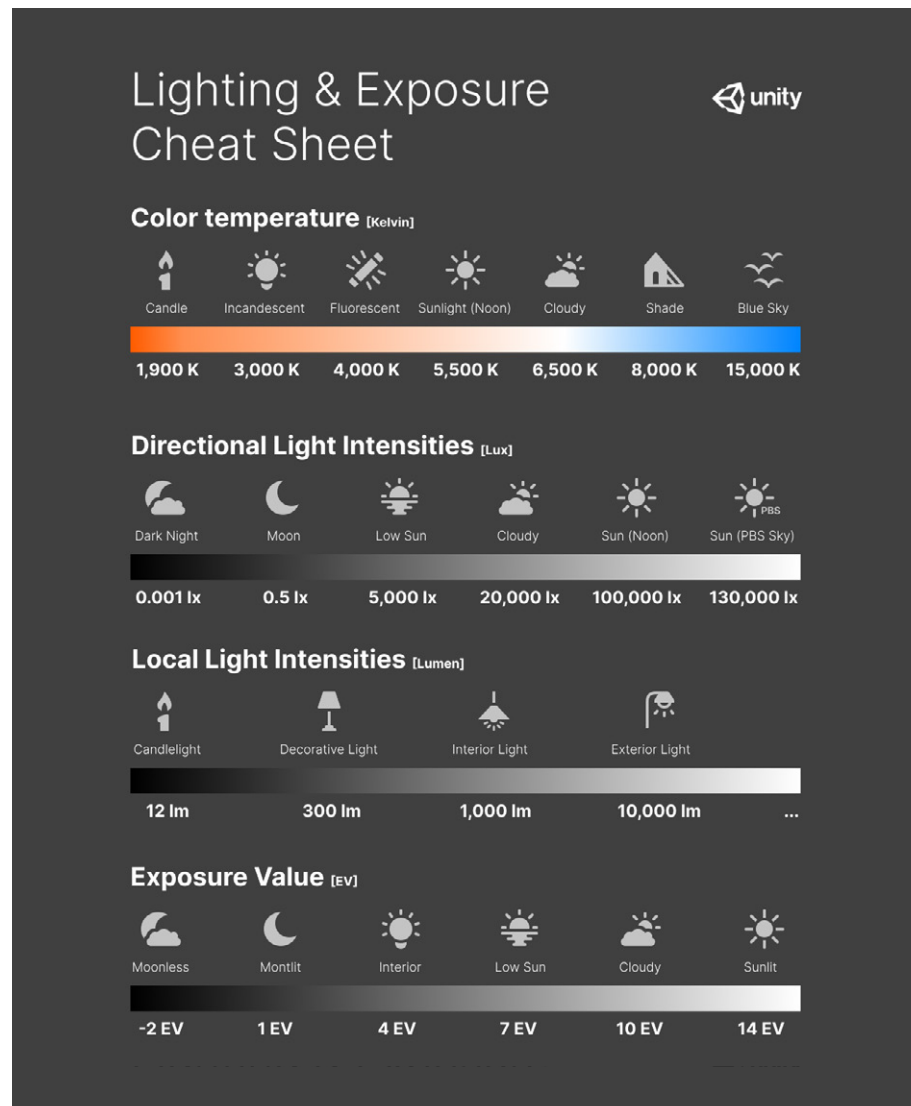 Lighting & Exposure
Cheat Sheet
unity
Color temperature [Kelvin]
Candle Incandescent Fluorescent Sunlight (Noon) Cloudy Shade Blue Sky
1,900 K 3,000 K 4,000 K 5,500 K 6,500 K 8,000 K 15,000 K
Directional Light Intensities [Lux]
PBS
Dark Night Moon Low Sun Cloudy Sun (Noon) Sun (PBS Sky)
0.001 lx 0.5 lx 5,000 lx 20,000 lx 100,000 lx 130,000 lx
Local Light Intensities [Lumen]
Candlelight Decorative Light Interior Light Exterior Light
12 lm 300 lm 1,000 lm 10,000 lm ...
Exposure Value [EV]
Moonless Montlit Interior Low Sun Cloudy Sunlit
-2 EV 1 EV 4 EV 7 EV 10 EV 14 EV